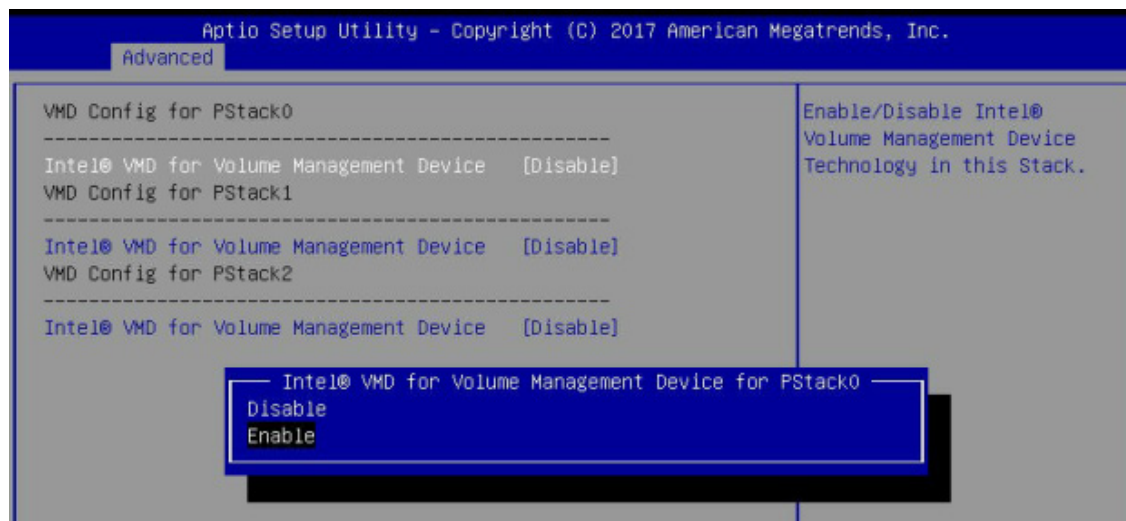 Aptio Setup Utility – Copyright (C) 2017 American Megatrends, Inc.
Advanced
VMD Config for PStack0
Intel® VMD for Volume Management Device [Disable]
VMD Config for PStack1
Intel® VMD for Volume Management Device [Disable]
VMD Config for PStack2
Intel® VMD for Volume Management Device [Disable]
Enable/Disable Intel®
Volume Management Device
Technology in this Stack.
Intel® VMD for Volume Management Device for PStack0
Disable
Enable